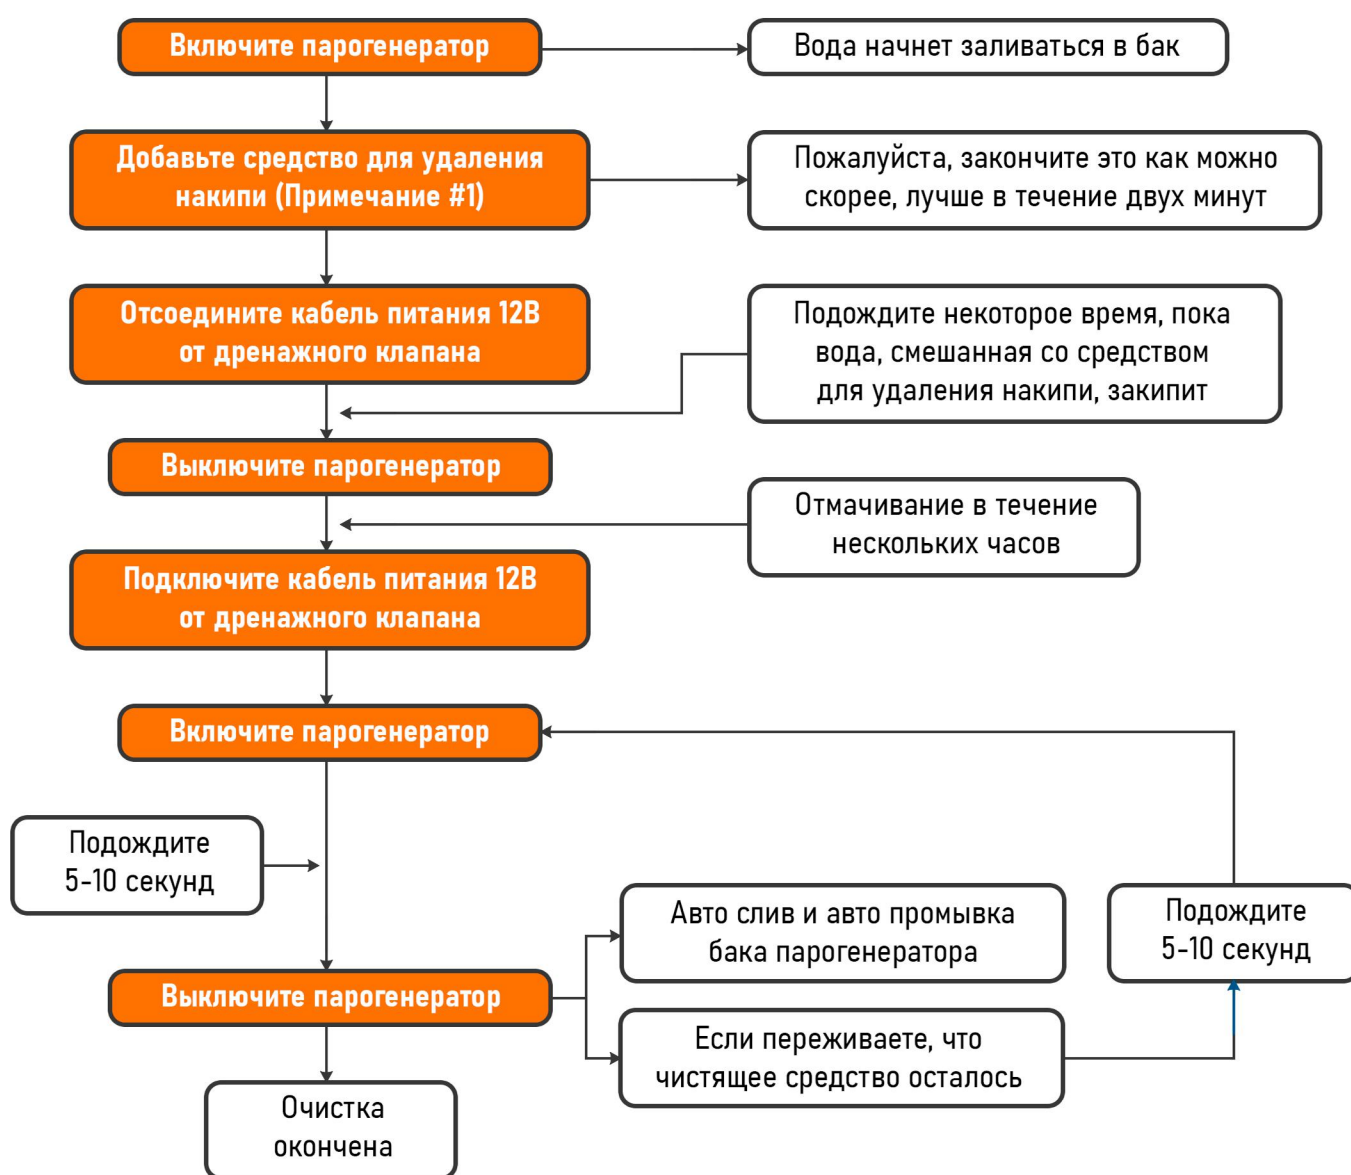 Включите парогенератор
Вода начнет заливаться в бак
Добавьте средство для удаления
накипи (Примечание #1)
Пожалуйста, закончите это как можно
скорее, лучше в течение двух минут
Отсоедините кабель питания 12В
от дренажного клапана
Подождите некоторое время, пока
вода, смешанная со средством
для удаления накипи, закипит
Выключите парогенератор
Отмачивание в течение
нескольких часов
Подключите кабель питания 12В
от дренажного клапана
Включите парогенератор
Подождите
5-10 секунд
Авто слив и авто промывка
бака парогенератора
Подождите
5-10 секунд
Выключите парогенератор
Если переживаете, что
чистящее средство осталось
Очистка
окончена